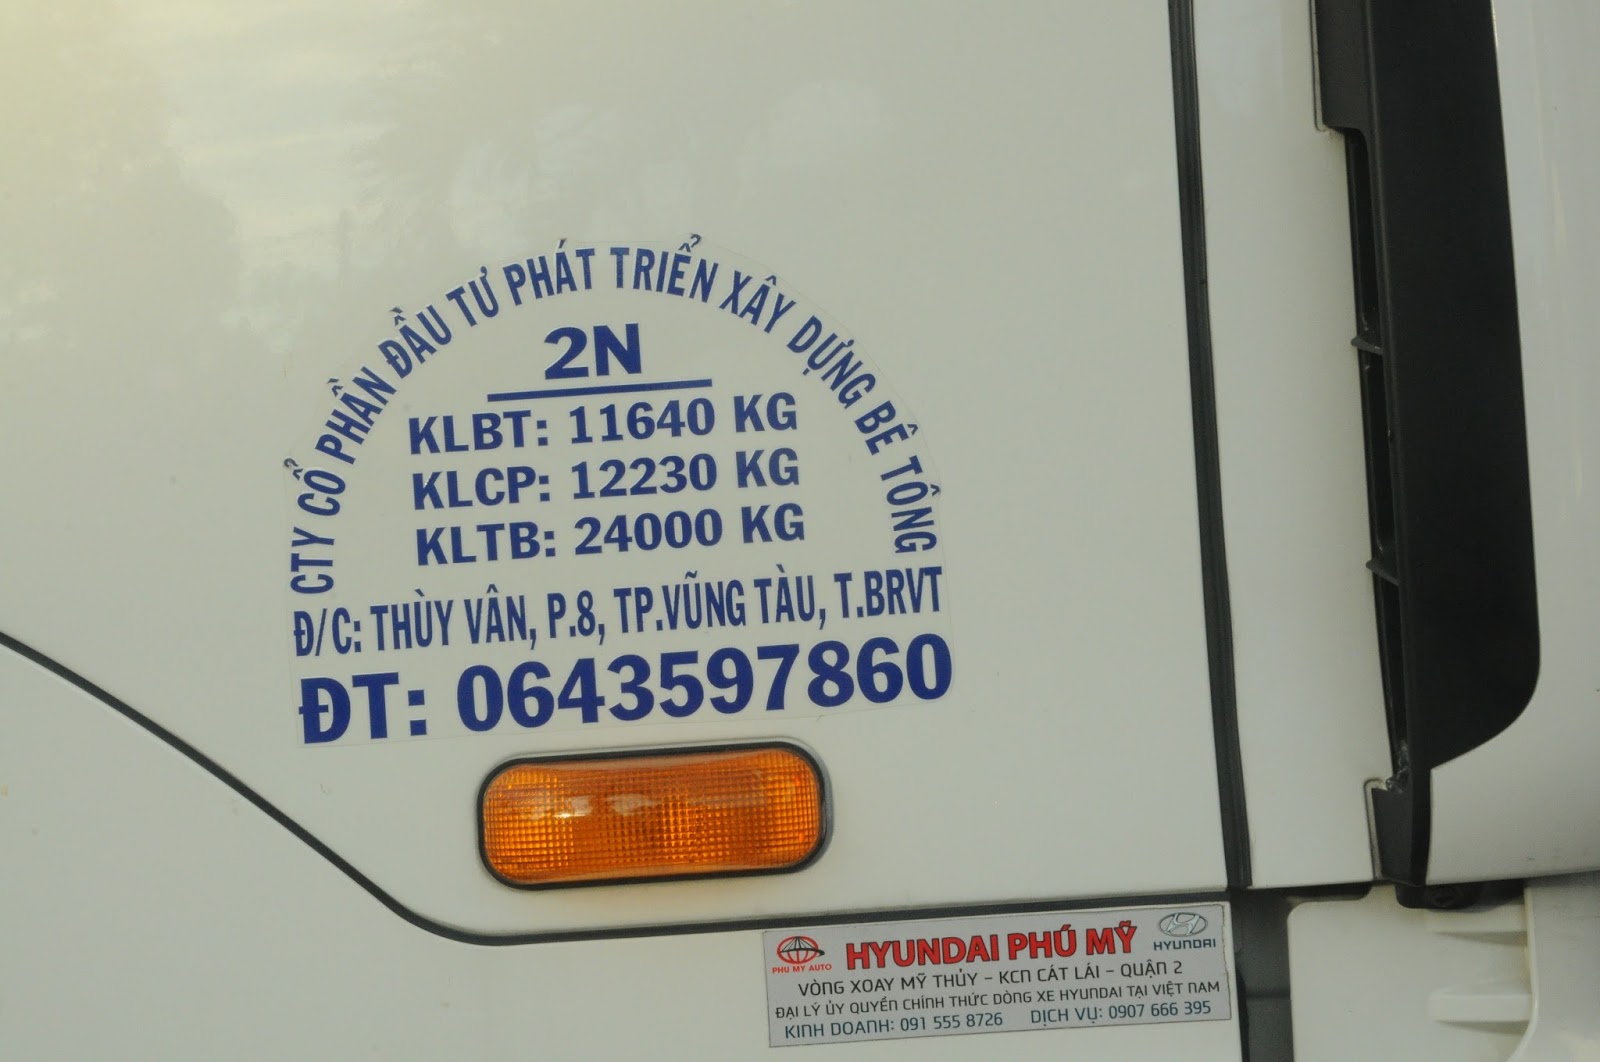 CTY CỔ PHẦN ĐẦU TƯ PHÁT TRIỂN XÂY DỰNG BÊ TÔNG
2N
KLBT: 11640 KG
KLCP: 12230 KG
KLTB: 24000 KG
Đ/C: THÙY VÂN, P.8, TP.VŨNG TÀU, T.BRVT
ĐT: 0643597860
PHU MY AUTO
HYUNDAI PHÚ MỸ
HYUNDAI
VÒNG XOAY MỸ THỦY – KCN CÁT LÁI – QUẬN 2
ĐẠI LÝ ỦY QUYỀN CHÍNH THỨC DÒNG XE HYUNDAI TẠI VIỆT NAM
KINH DOANH: 091 555 8726 DỊCH VỤ: 0907 666 395